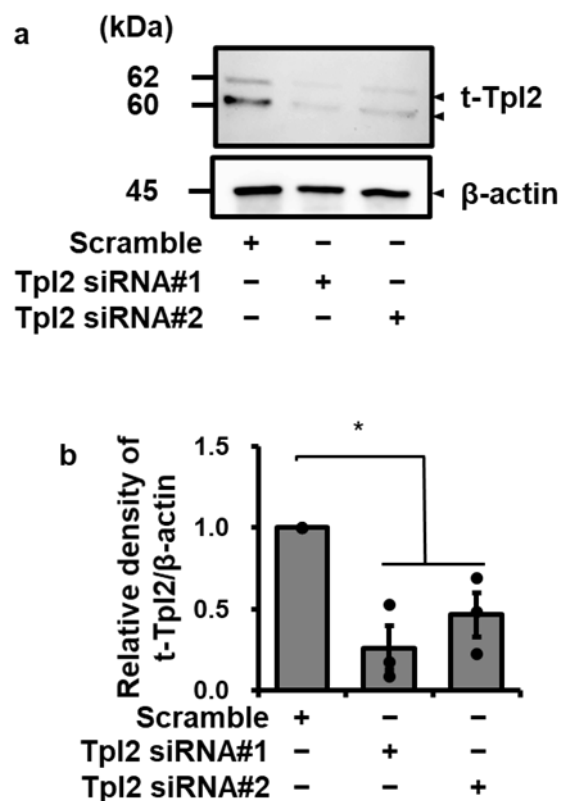 a (kDa)
62
60
t-Tpl2
45
β-actin
Scramble + – –
Tpl2 siRNA#1 – + –
Tpl2 siRNA#2 – – +
b
Relative density of
t-Tpl2/β-actin
*
1.5
1.0
0.5
0.0
Scramble + – –
Tpl2 siRNA#1 – + –
Tpl2 siRNA#2 – – +